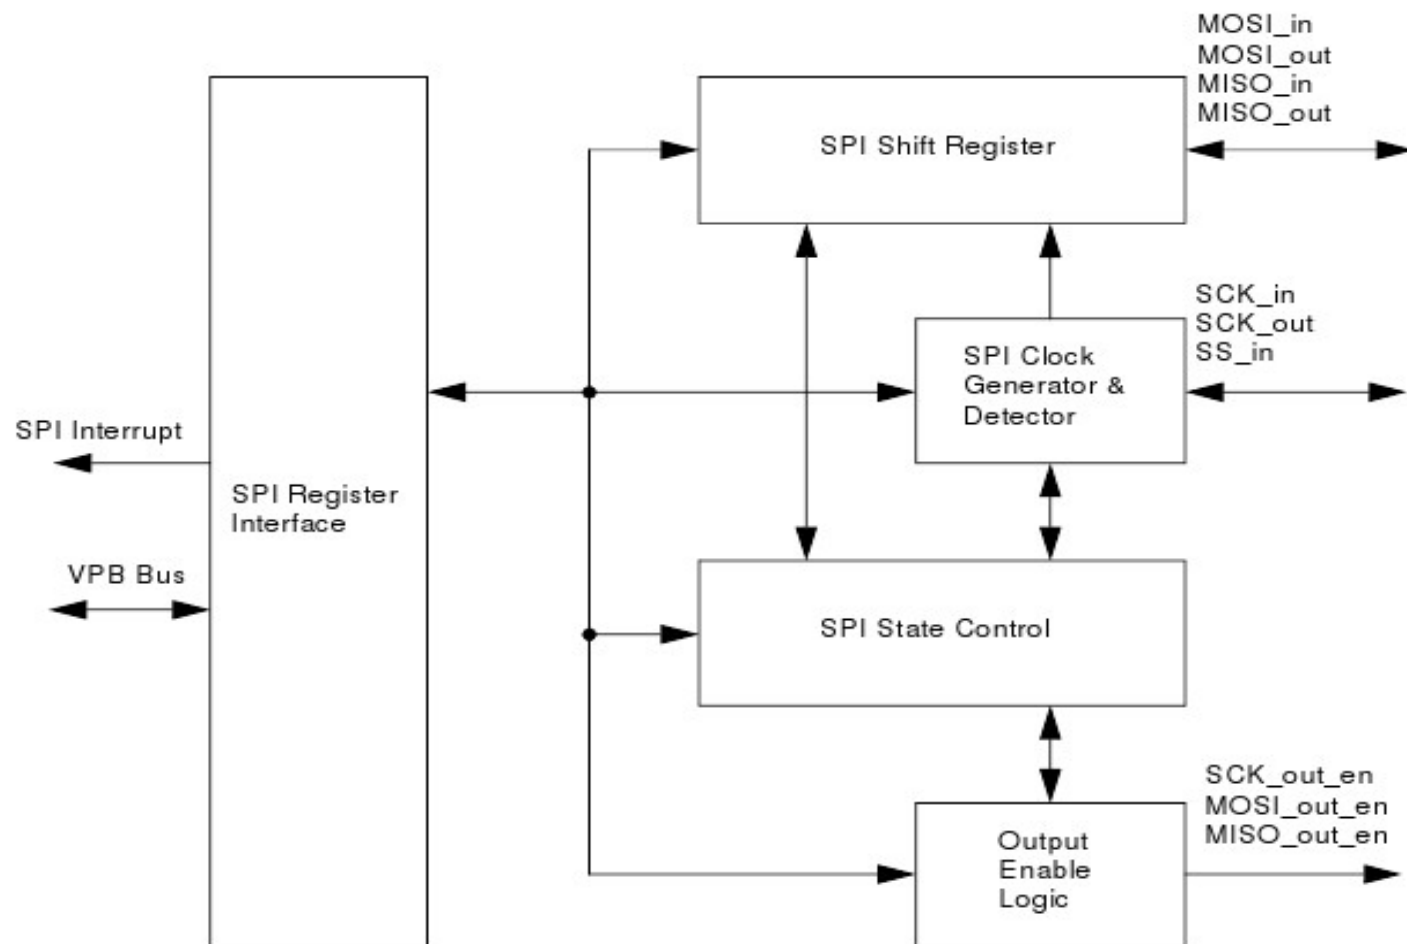 MOSI_in
MOSI_out
MISO_in
MISO_out
SPI Shift Register
SCK_in
SCK_out
SS_in
SPI Clock
Generator &
Detector
SPI Interrupt
SPI Register
Interface
VPB Bus
SPI State Control
SCK_out_en
MOSI_out_en
MISO_out_en
Output
Enable
Logic